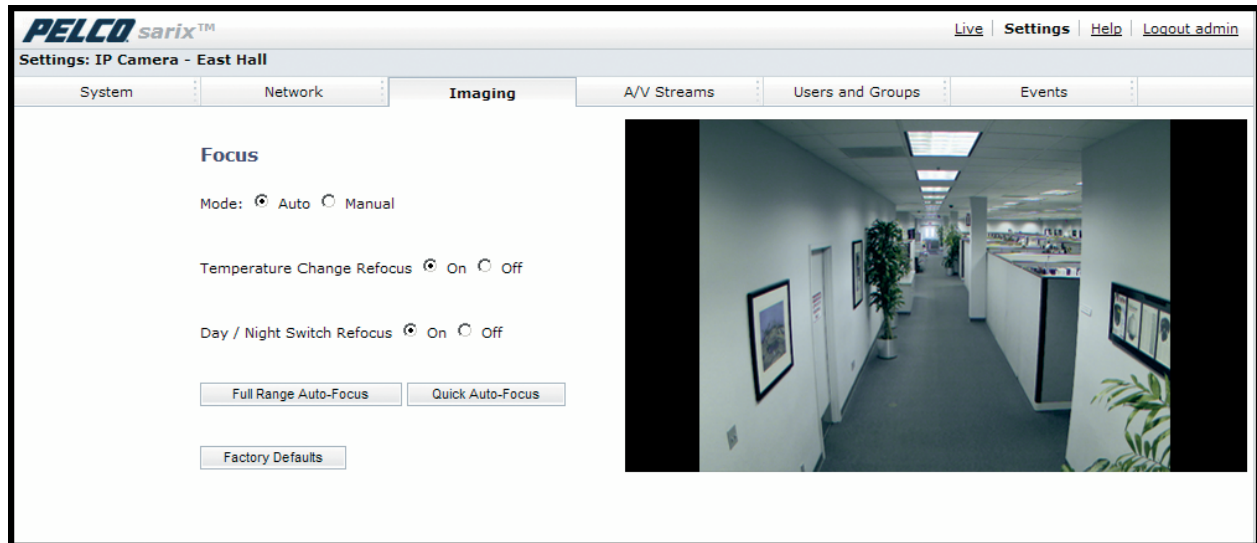 PELCO sarix™
Live | Settings | Help | Logout admin
Settings: IP Camera - East Hall
System Network Imaging A/V Streams Users and Groups Events
Focus
Mode: Auto Manual
Temperature Change Refocus On Off
Day / Night Switch Refocus On Off
Full Range Auto-Focus Quick Auto-Focus
Factory Defaults